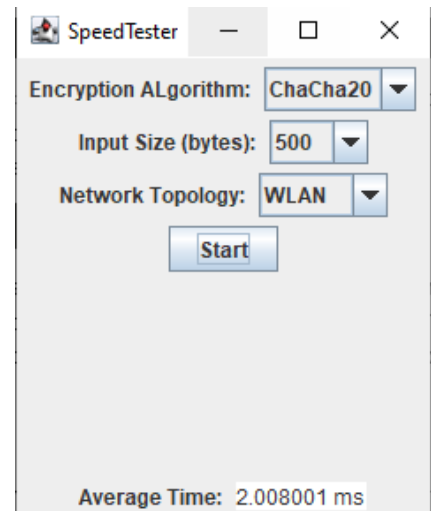 SpeedTester
Encryption ALgorithm: ChaCha20
Input Size (bytes): 500
Network Topology: WLAN
Start
Average Time: 2.008001 ms